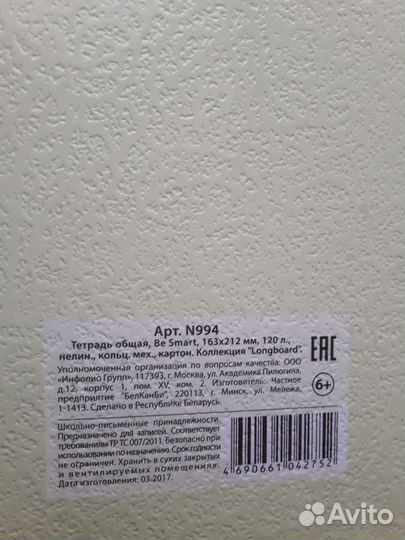 Арт. N994
Тетрадь общая, Be Smart, 163х212 мм, 120 л.,
нелин., кольц. мех., картон. Коллекция "Longboard".
Уполномоченная организация по вопросам качества: ООО
«Инфолио Групп», 117393, г. Москва, ул. Академика Пилюгина,
д.12, корпус 1, пом. XV, ком. 2. Изготовитель: Частное
предприятие "БелКанБи", 220113, г. Минск, ул. Мележа,
1-1413. Сделано в Республике Беларусь.
EAC
6+
Школьно-письменные принадлежности.
Предназначено для записей. Соответствует
требованиям ТР ТС 007/2011. Безопасно при
использовании по назначению. Срок годности
не ограничен. Хранить в сухих закрытых
и вентилируемых помещениях.
Дата изготовления: 03.2017.
4 690661 042752
Avito